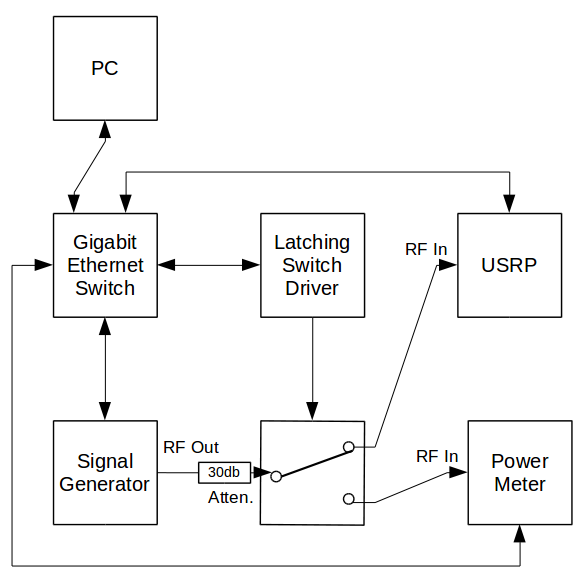 PC
Gigabit
Ethernet
Switch
Latching
Switch
Driver
RF In
USRP
Signal
Generator
RF Out
30db
Atten.
RF In
Power
Meter